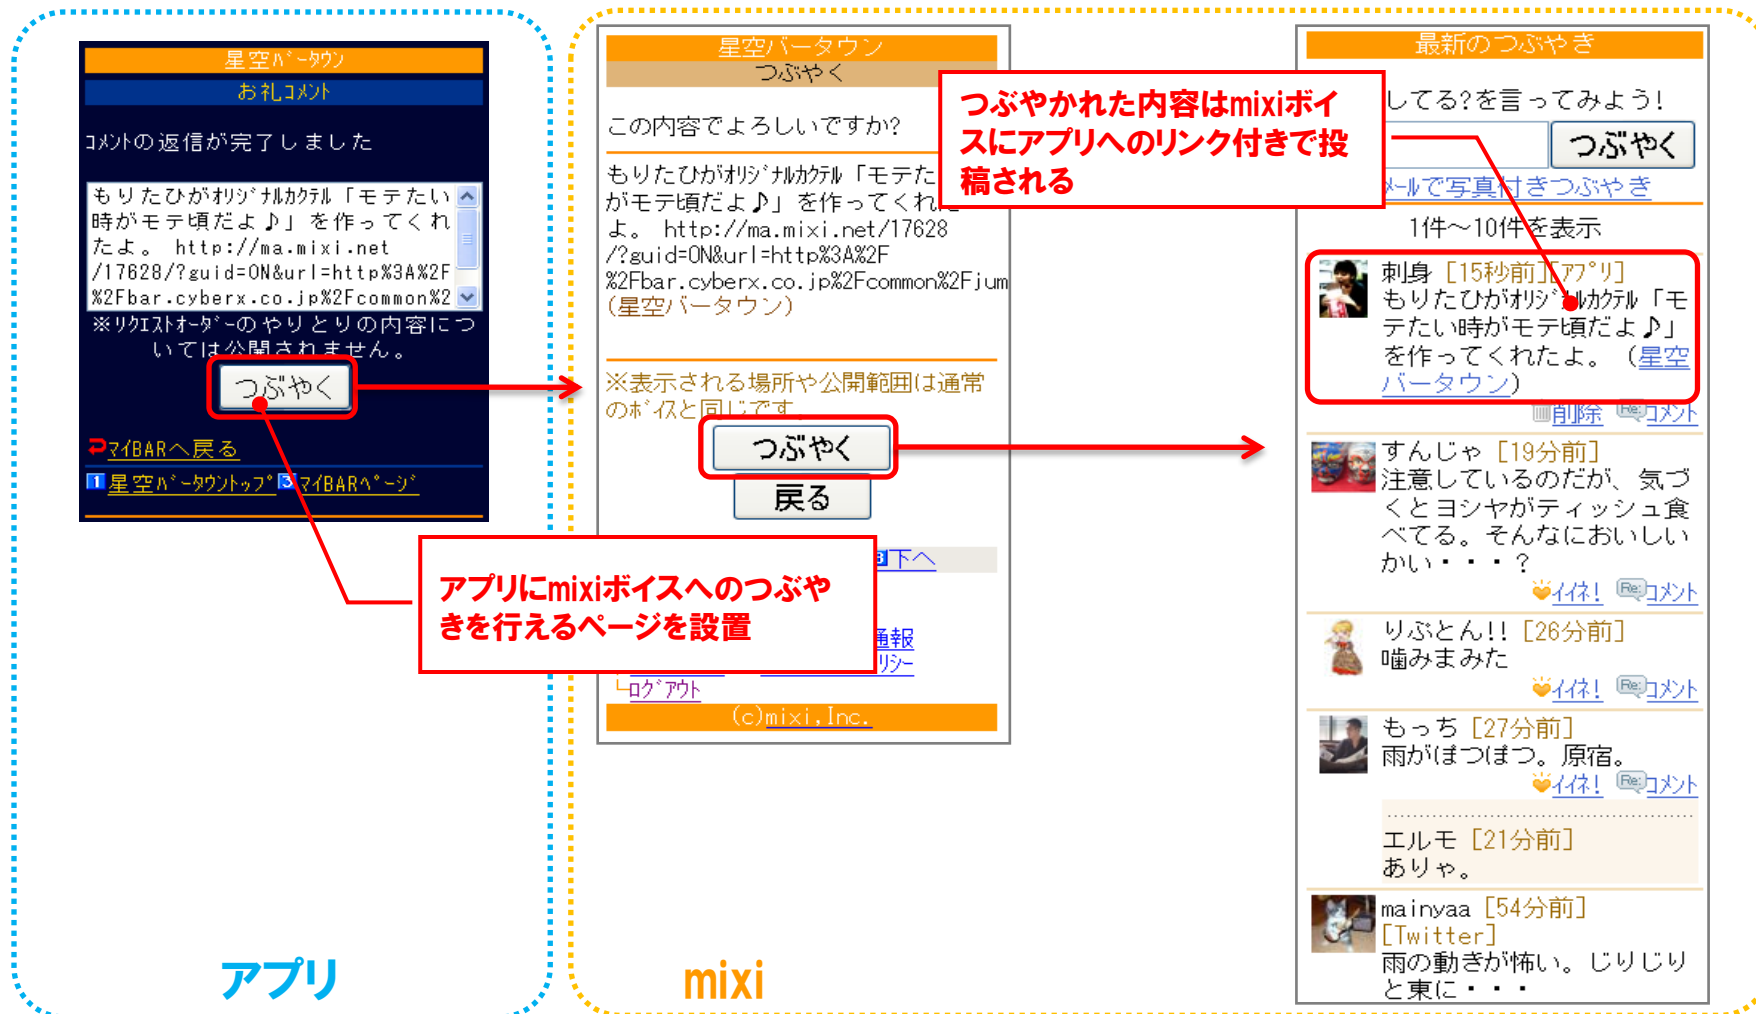 星空ﾊﾞｰﾀｳﾝ
お礼ｺﾒﾝﾄ
ｺﾒﾝﾄの返信が完了しました
もりたひがｵﾘｼﾞﾅﾙｶｸﾃﾙ「モテたい
時がモテ頃だよ♪」を作ってくれ
たよ。 http://ma.mixi.net
/17628/?guid=ON&url=http%3A%2F
%2Fbar.cyberx.co.jp%2Fcommon%2
※ﾘｸｴｽﾄｵｰﾀﾞｰのやりとりの内容につ
いては公開されません。
つぶやく
ﾏｲBARへ戻る
1星空ﾊﾞｰﾀｳﾝﾄｯﾌﾟ3ﾏｲBARﾍﾟｰｼﾞ
アプリ
星空バータウン
つぶやく
この内容でよろしいですか?
もりたひがｵﾘｼﾞﾅﾙｶｸﾃﾙ「モテた
がモテ頃だよ♪」を作ってくれた
よ。 http://ma.mixi.net/17628
/?guid=ON&url=http%3A%2F
%2Fbar.cyberx.co.jp%2Fcommon%2Fjum
(星空バータウン)
※表示される場所や公開範囲は通常
のﾎﾞｲｽと同じです。
つぶやく
戻る
8下へ
通報
ﾘｼｰ
└ﾛｸﾞｱｳﾄ
(c)mixi,Inc.
アプリにmixiボイスへのつぶや
きを行えるページを設置
mixi
つぶやかれた内容はmixiボイ
スにアプリへのリンク付きで投
稿される
最新のつぶやき
してる?を言ってみよう!
つぶやく
ﾒｰﾙで写真付きつぶやき
1件～10件を表示
刺身 [15秒前][ｱﾌﾟﾘ]
もりたひがｵﾘｼﾞﾅﾙｶｸﾃﾙ「モ
テたい時がモテ頃だよ♪」
を作ってくれたよ。 (星空
バータウン)
削除 Re:ｺﾒﾝﾄ
すんじゃ [19分前]
注意しているのだが、気づ
くとヨシヤがティッシュ食
べてる。そんなにおいしい
かい・・・?
ｲｲﾈ! Re:ｺﾒﾝﾄ
りぶとん!! [26分前]
噛みまみた
ｲｲﾈ! Re:ｺﾒﾝﾄ
もっち [27分前]
雨がぽつぽつ。原宿。
ｲｲﾈ! Re:ｺﾒﾝﾄ
エルモ [21分前]
ありゃ。
mainyaa [54分前]
[Twitter]
雨の動きが怖い。じりじり
と東に・・・